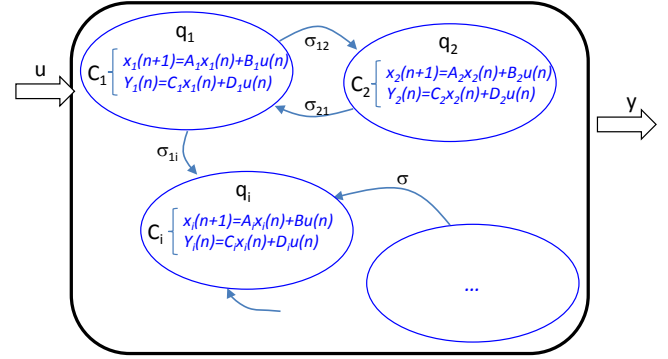 q₁
σ₁₂
q₂
u
C₁
x₁(n+1)=A₁x₁(n)+B₁u(n)
Y₁(n)=C₁x₁(n)+D₁u(n)
C₂
x₂(n+1)=A₂x₂(n)+B₂u(n)
Y₂(n)=C₂x₂(n)+D₂u(n)
y
σ₂₁
σ₁ᵢ
σ
qᵢ
Cᵢ
xᵢ(n+1)=Aᵢxᵢ(n)+Bu(n)
Yᵢ(n)=Cᵢxᵢ(n)+Dᵢu(n)
...